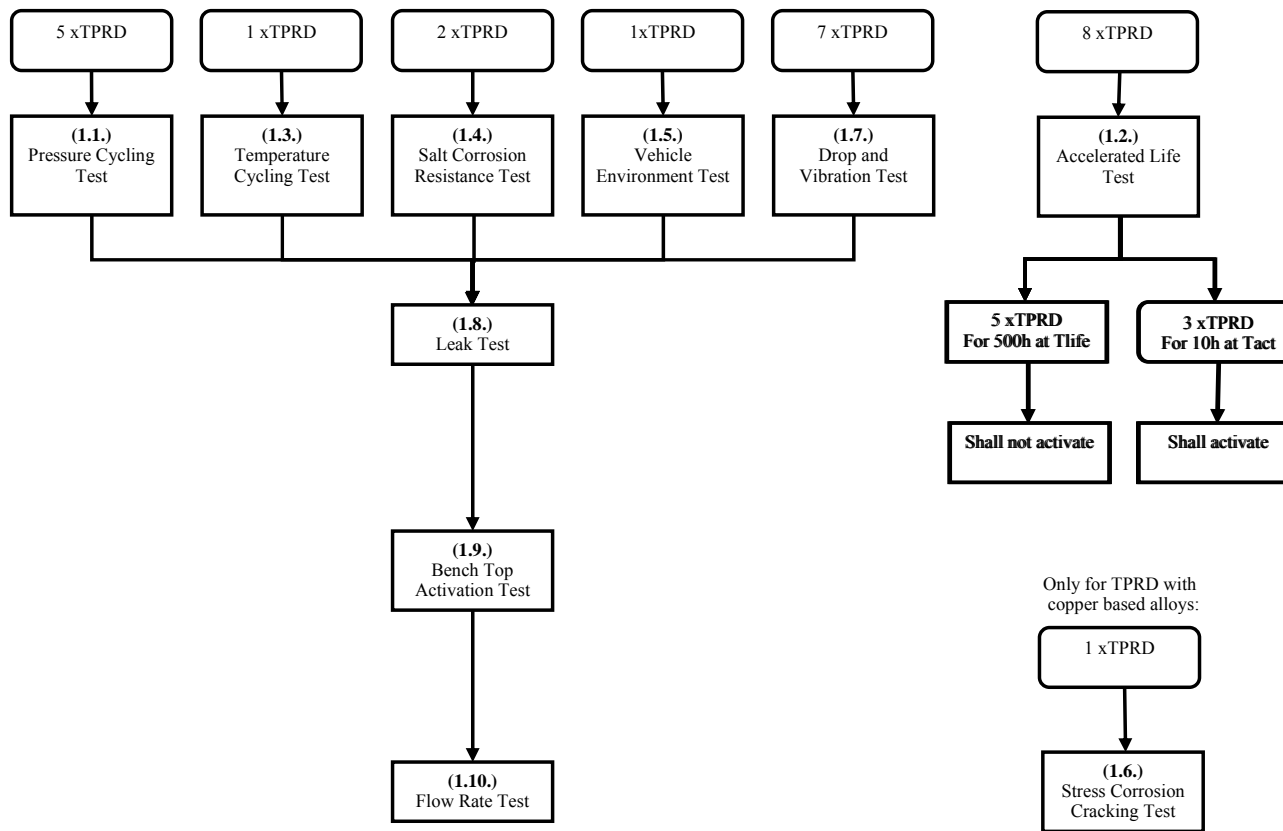 5 xTPRD
1 xTPRD
2 xTPRD
1xTPRD
7 xTPRD
8 xTPRD
(1.1.)
Pressure Cycling
Test
(1.3.)
Temperature
Cycling Test
(1.4.)
Salt Corrosion
Resistance Test
(1.5.)
Vehicle
Environment Test
(1.7.)
Drop and
Vibration Test
(1.2.)
Accelerated Life
Test
(1.8.)
Leak Test
5 xTPRD
For 500h at Tlife
3 xTPRD
For 10h at Tact
Shall not activate
Shall activate
(1.9.)
Bench Top
Activation Test
Only for TPRD with
copper based alloys:
1 xTPRD
(1.10.)
Flow Rate Test
(1.6.)
Stress Corrosion
Cracking Test